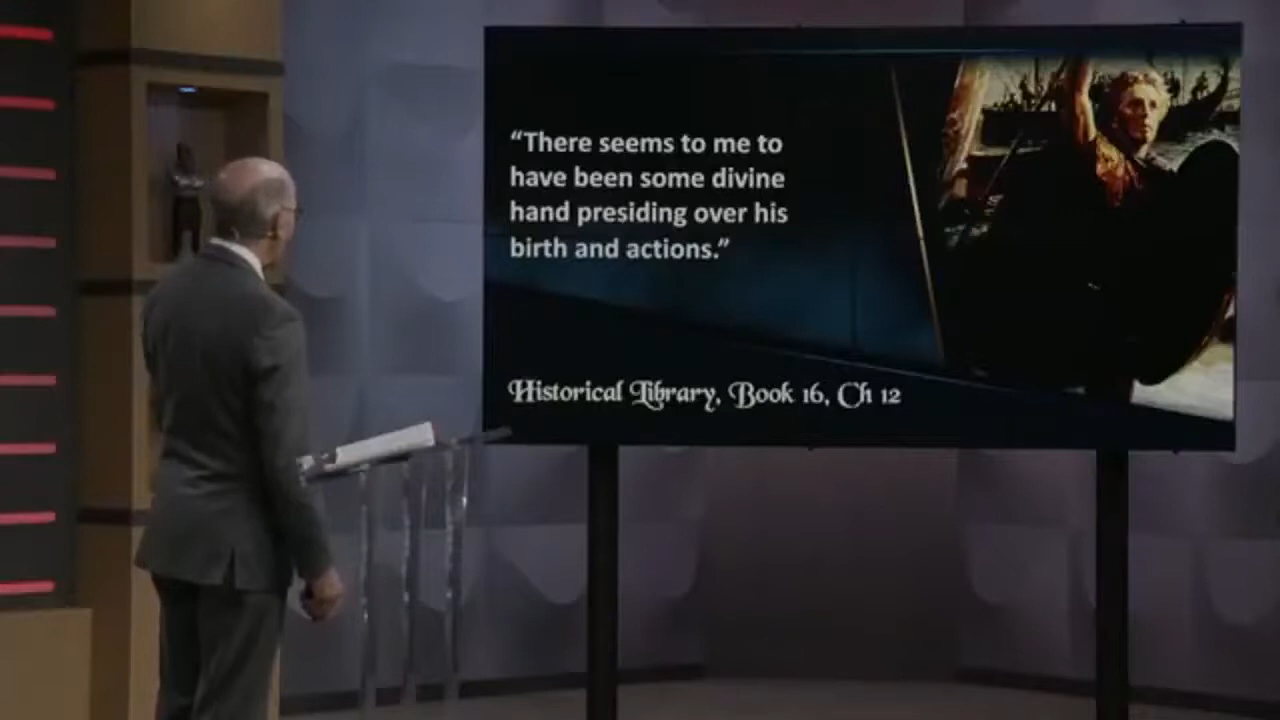 “There seems to me to
have been some divine
hand presiding over his
birth and actions.”
Historical Library, Book 16, Ch 12